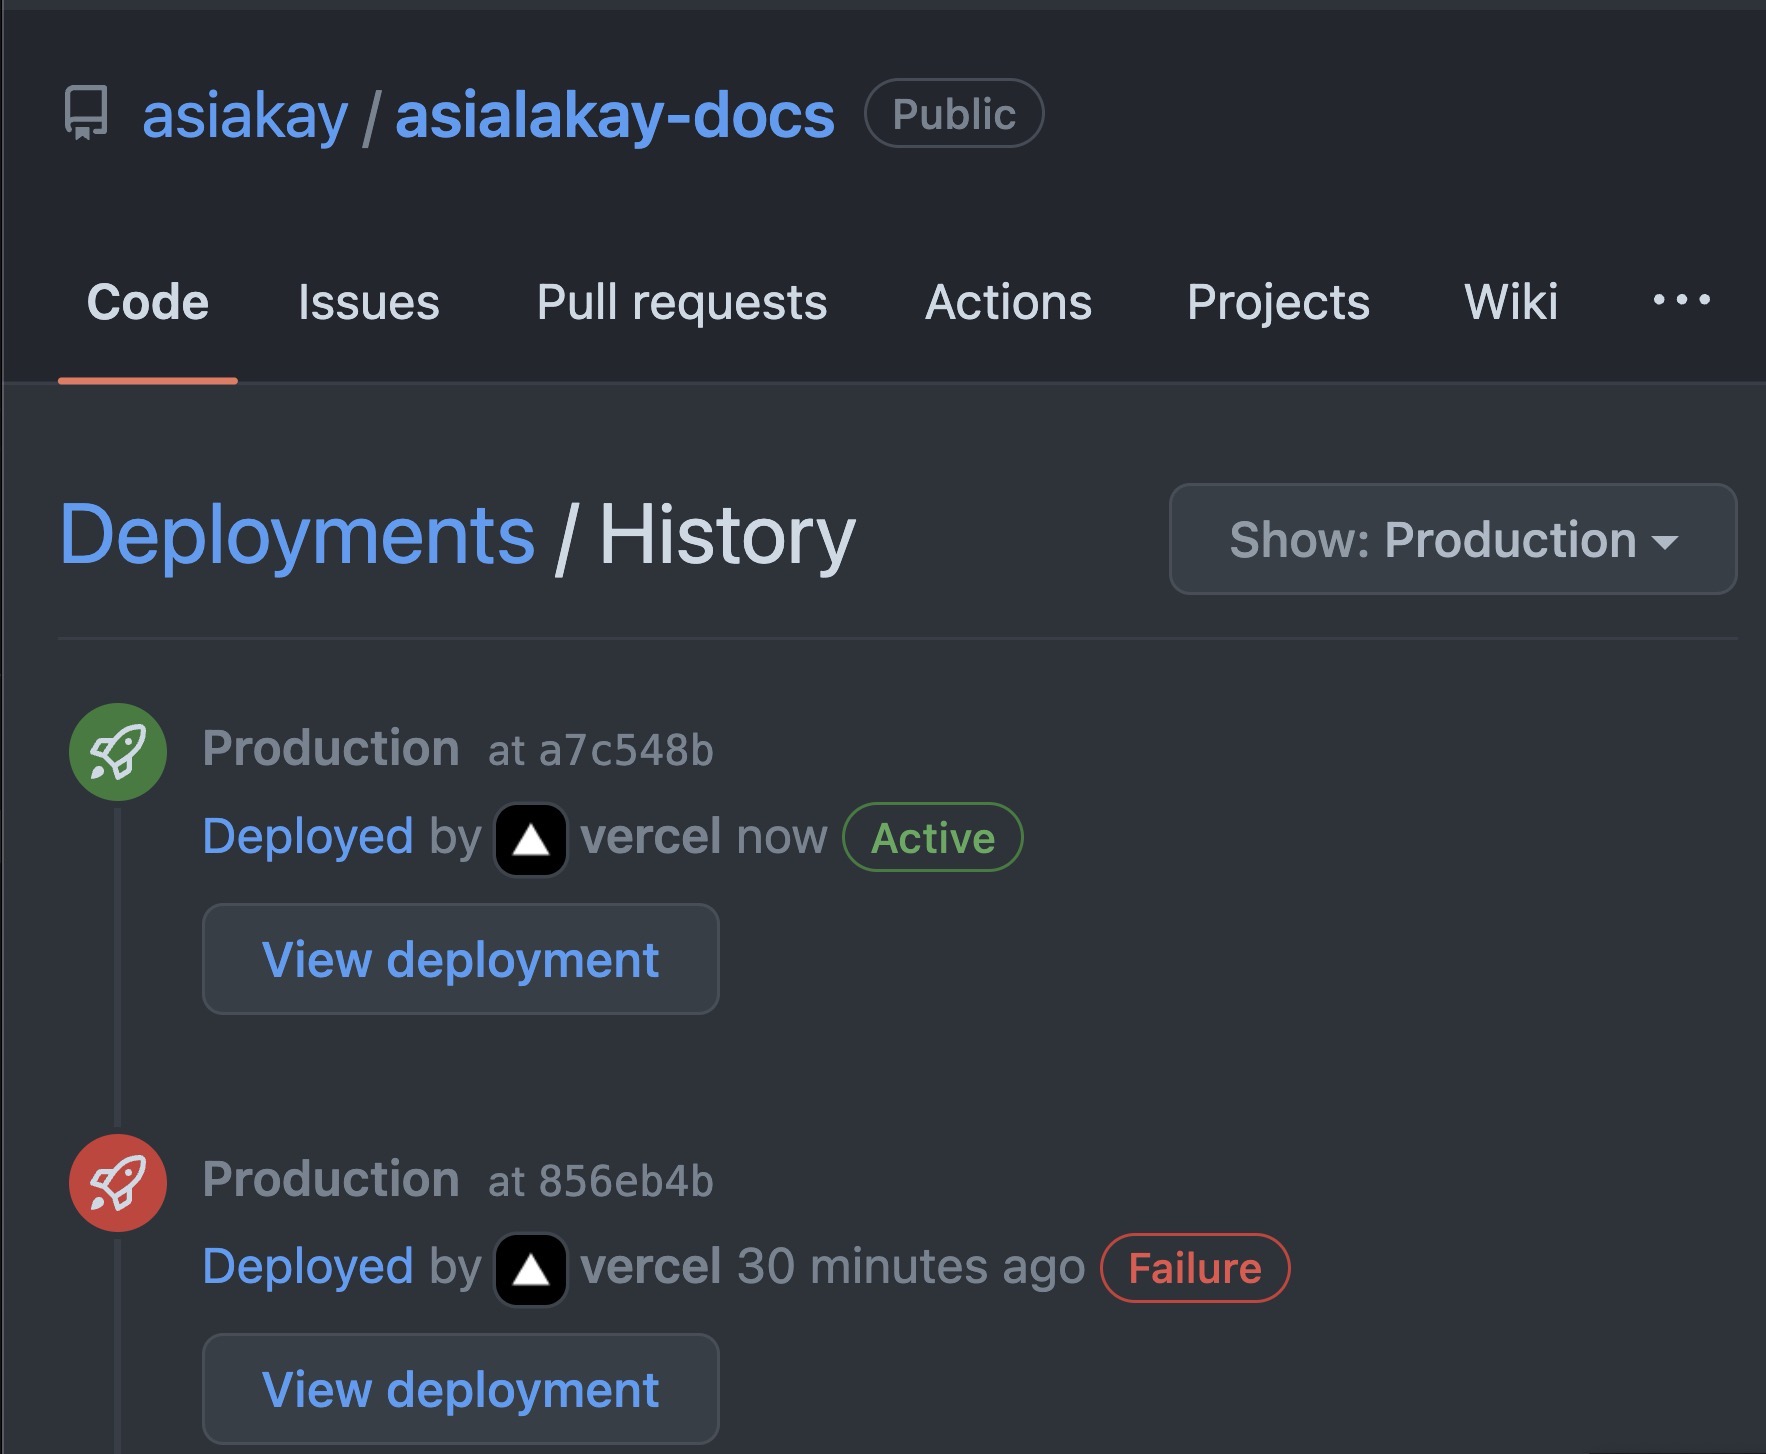 asiakay / asialakay-docs Public
Code Issues Pull requests Actions Projects Wiki ...
Deployments / History Show: Production
Production at a7c548b
Deployed by vercel now Active
View deployment
Production at 856eb4b
Deployed by vercel 30 minutes ago Failure
View deployment